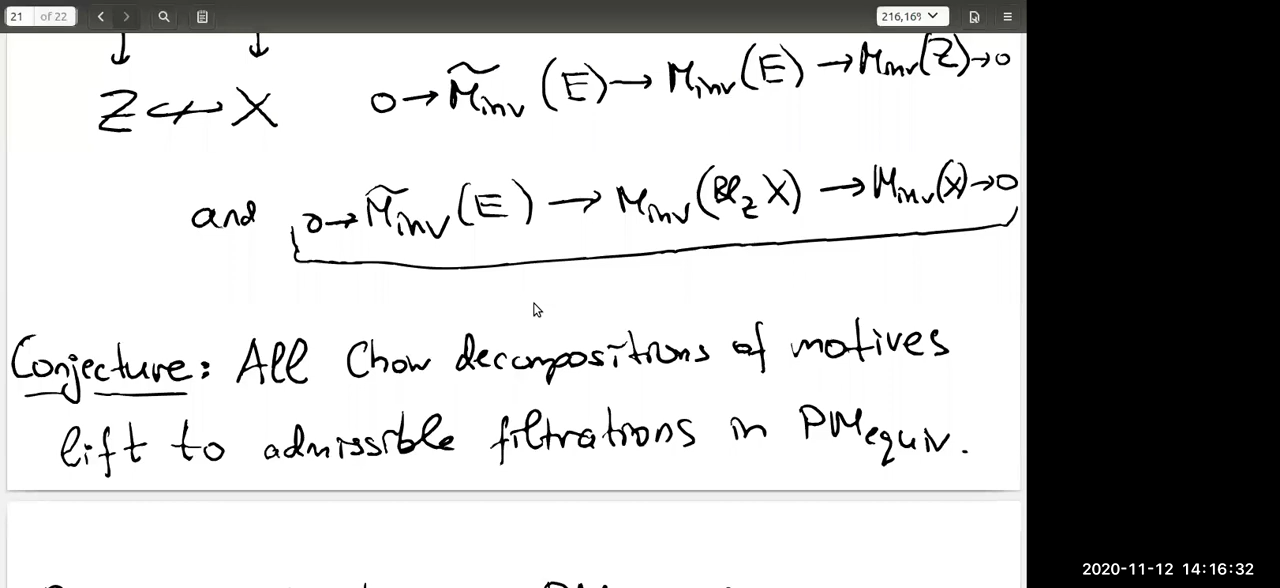 21 of 22 216,16%
↓ ↓
Z ↩ X 0 → M̃inv (E) → Minv (E) → Minv (Z) → 0
and 0 → M̃inv (E) → Minv (BlZ X) → Minv (X) → 0
Conjecture: All Chow decompositions of motives
lift to admissible filtrations in PMequiv.
2020-11-12 14:16:32